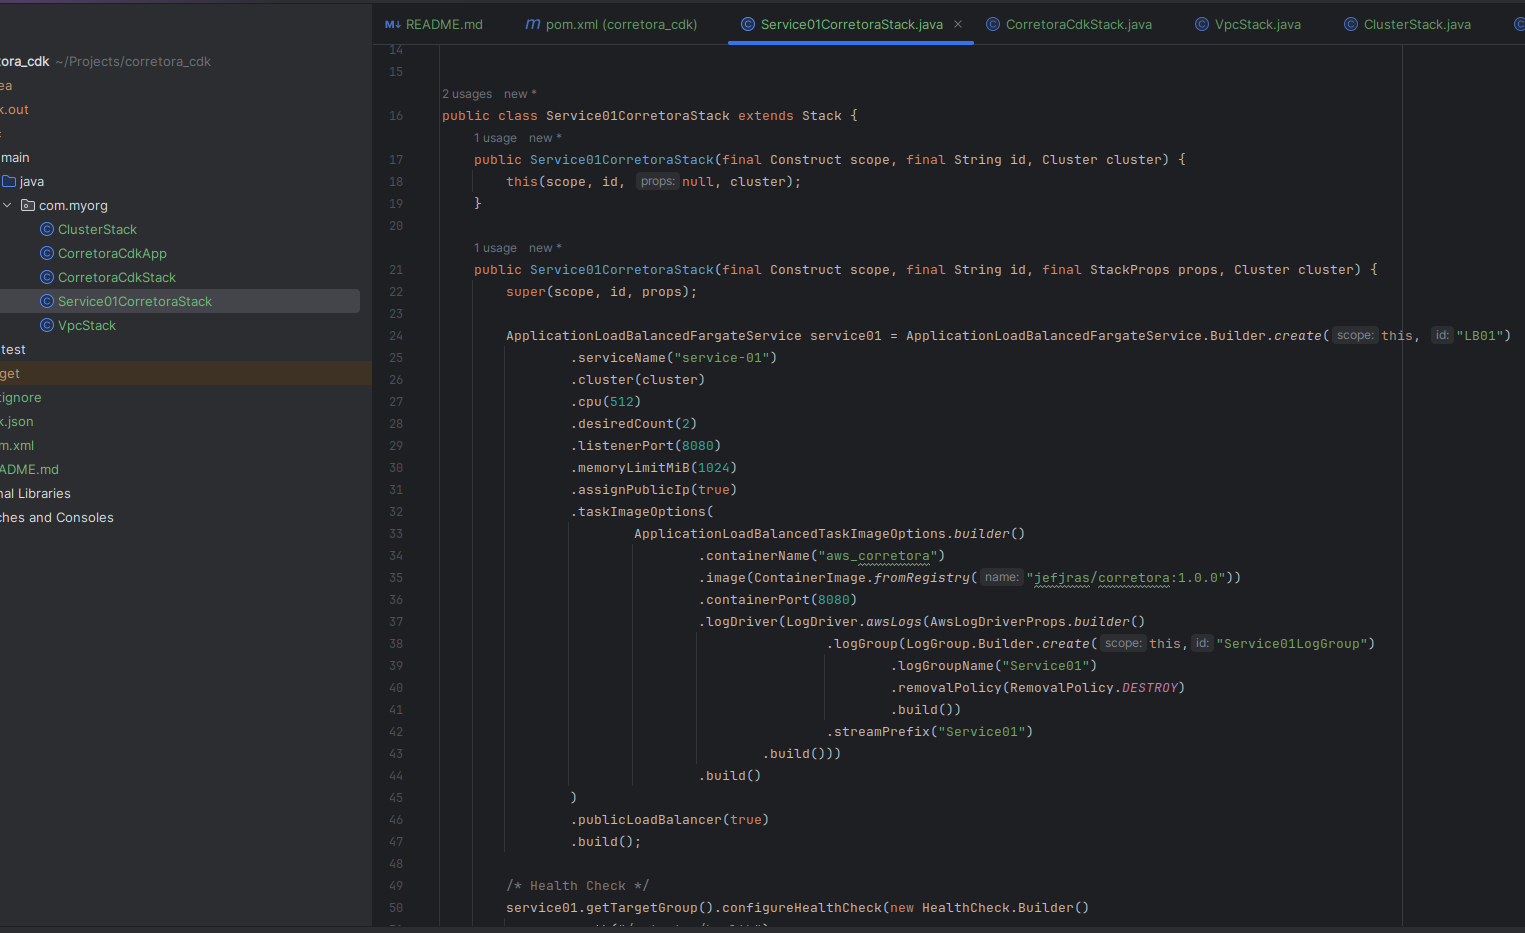 README.md
pom.xml (corretora_cdk)
Service01CorretoraStack.java
CorretoraCdkStack.java
VpcStack.java
ClusterStack.java
ora_cdk ~/Projects/corretora_cdk
ea
k.out
main
java
com.myorg
ClusterStack
CorretoraCdkApp
CorretoraCdkStack
Service01CorretoraStack
VpcStack
test
get
tignore
k.json
m.xml
ADME.md
nal Libraries
ches and Consoles
14
15
2 usages new *
16 public class Service01CorretoraStack extends Stack {
1 usage new *
17 public Service01CorretoraStack(final Construct scope, final String id, Cluster cluster) {
18 this(scope, id, props: null, cluster);
19 }
20
1 usage new *
21 public Service01CorretoraStack(final Construct scope, final String id, final StackProps props, Cluster cluster) {
22 super(scope, id, props);
23
24 ApplicationLoadBalancedFargateService service01 = ApplicationLoadBalancedFargateService.Builder.create( scope: this, id: "LB01")
25 .serviceName("service-01")
26 .cluster(cluster)
27 .cpu(512)
28 .desiredCount(2)
29 .listenerPort(8080)
30 .memoryLimitMiB(1024)
31 .assignPublicIp(true)
32 .taskImageOptions(
33 ApplicationLoadBalancedTaskImageOptions.builder()
34 .containerName("aws_corretora")
35 .image(ContainerImage.fromRegistry( name: "jefjras/corretora:1.0.0"))
36 .containerPort(8080)
37 .logDriver(LogDriver.awsLogs(AwsLogDriverProps.builder()
38 .logGroup(LogGroup.Builder.create( scope: this, id: "Service01LogGroup")
39 .logGroupName("Service01")
40 .removalPolicy(RemovalPolicy.DESTROY)
41 .build())
42 .streamPrefix("Service01")
43 .build()))
44 .build()
45 )
46 .publicLoadBalancer(true)
47 .build();
48
49 /* Health Check */
50 service01.getTargetGroup().configureHealthCheck(new HealthCheck.Builder()